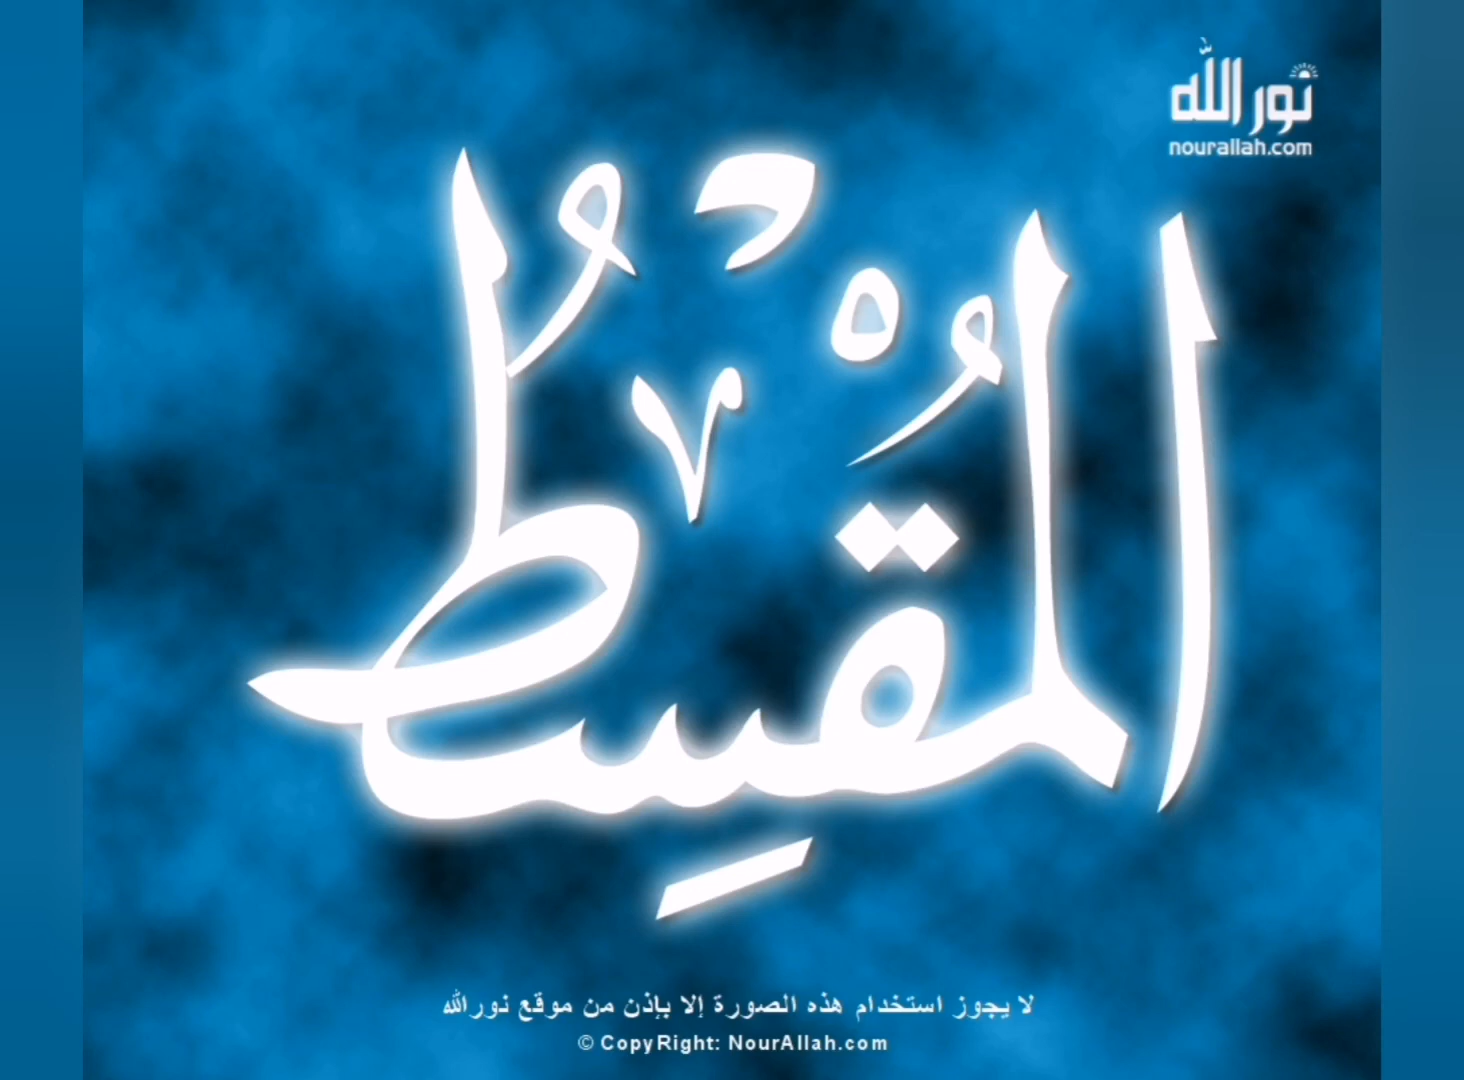 نور الله
nourallah.com
المُقْسِطُ
لا يجوز استخدام هذه الصورة إلا بإذن من موقع نورالله
© CopyRight: NourAllah.com